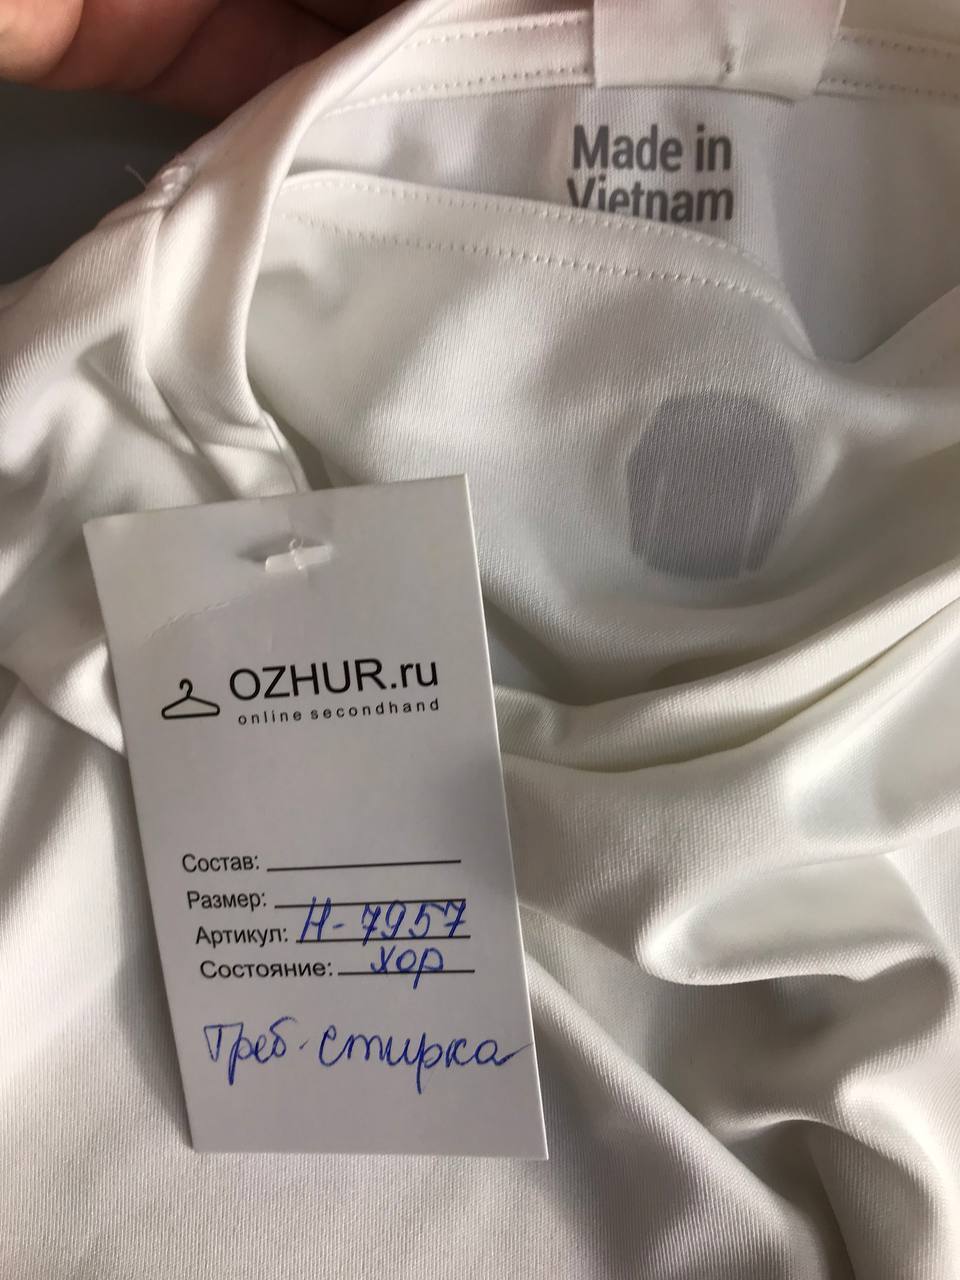 Made in
Vietnam
OZHUR.ru
online secondhand
Состав:
Размер:
Артикул: Н-7957
Состояние: хор
Треб. стирка